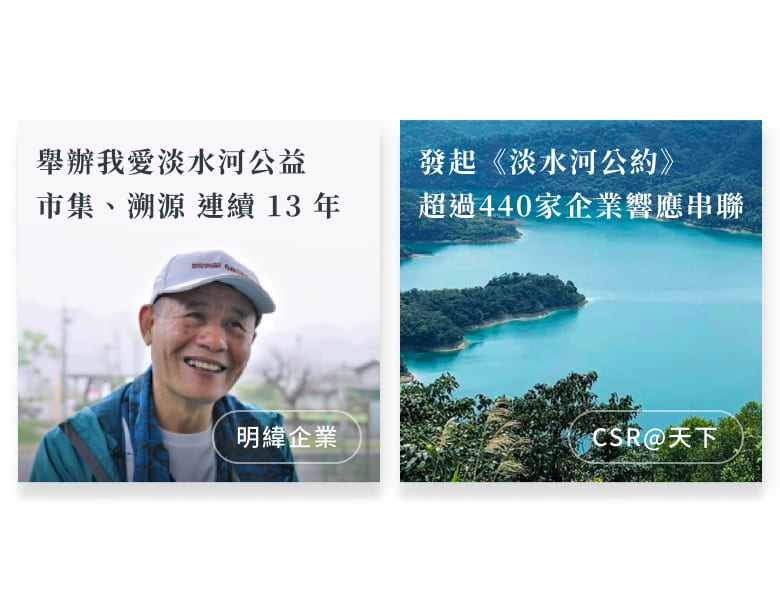 舉辦我愛淡水河公益
市集、溯源 連續 13 年
明緯企業
發起《淡水河公約》
超過440家企業響應串聯
CSR@天下